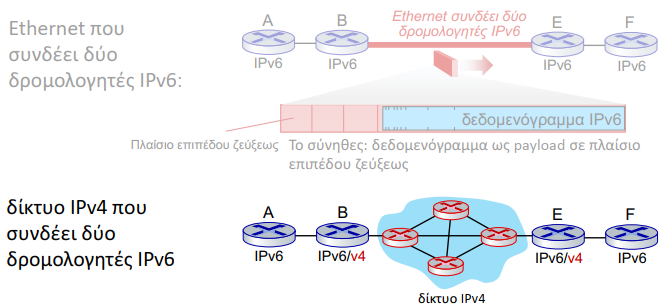 Ethernet που
συνδέει δύο
δρομολογητές IPv6:
A
B
Ethernet συνδέει δύο
δρομολογητές IPv6
E
F
IPv6
IPv6
IPv6
IPv6
δεδομενόγραμμα IPv6
Πλαίσιο επιπέδου ζεύξεως
Το σύνηθες: δεδομενόγραμμα ως payload σε πλαίσιο
επιπέδου ζεύξεως
δίκτυο IPv4 που
συνδέει δύο
δρομολογητές IPv6
A
B
E
F
IPv6
IPv6/v4
IPv6/v4
IPv6
δίκτυο IPv4